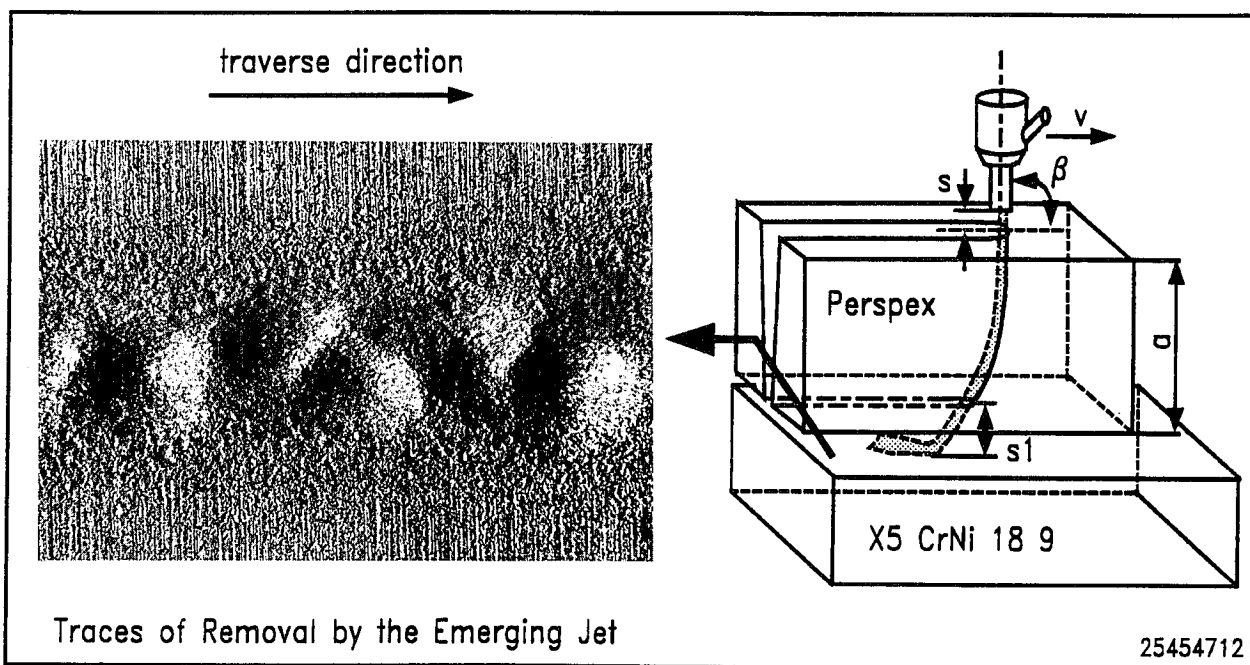 traverse direction
v
β
s
Perspex
a
s1
X5 CrNi 18 9
Traces of Removal by the Emerging Jet
25454712